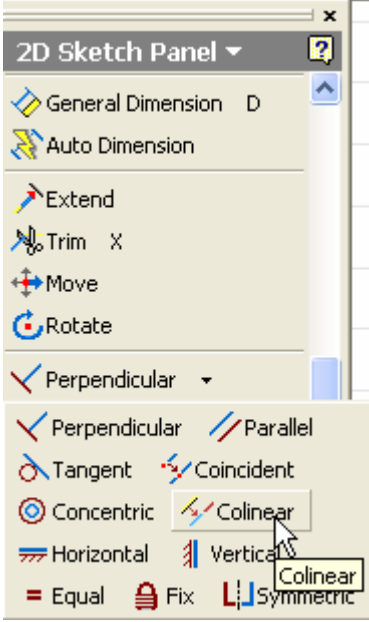 2D Sketch Panel
General Dimension D
Auto Dimension
Extend
Trim X
Move
Rotate
Perpendicular
Perpendicular Parallel
Tangent Coincident
Concentric Colinear
Horizontal Vertical
Colinear
Equal Fix Symmetric